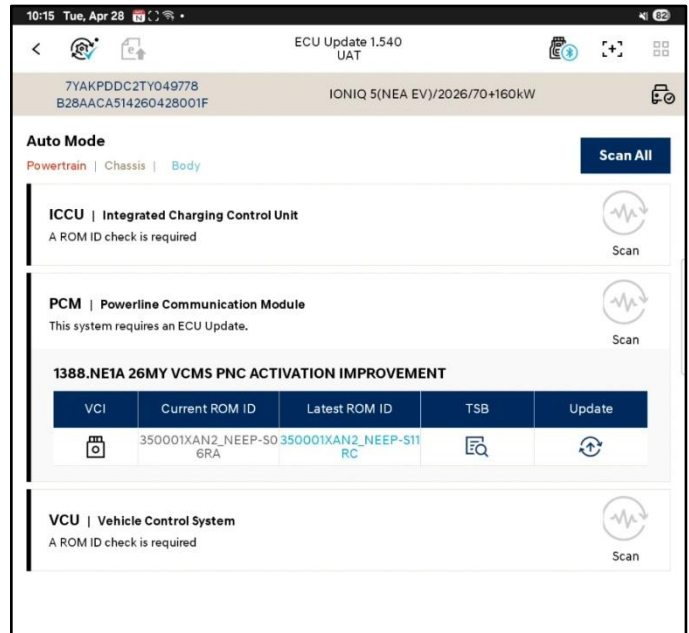 10:15 Tue, Apr 28
82
ECU Update 1.540
UAT
7YAKPDDC2TY049778
B28AACA514260428001F
IONIQ 5(NEA EV)/2026/70+160kW
Auto Mode
Scan All
Powertrain | Chassis | Body
ICCU | Integrated Charging Control Unit
A ROM ID check is required
Scan
PCM | Powerline Communication Module
This system requires an ECU Update.
Scan
1388.NE1A 26MY VCMS PNC ACTIVATION IMPROVEMENT
VCI Current ROM ID Latest ROM ID TSB Update
350001XAN2_NEEP-S0 350001XAN2_NEEP-S11
6RA RC
VCU | Vehicle Control System
A ROM ID check is required
Scan